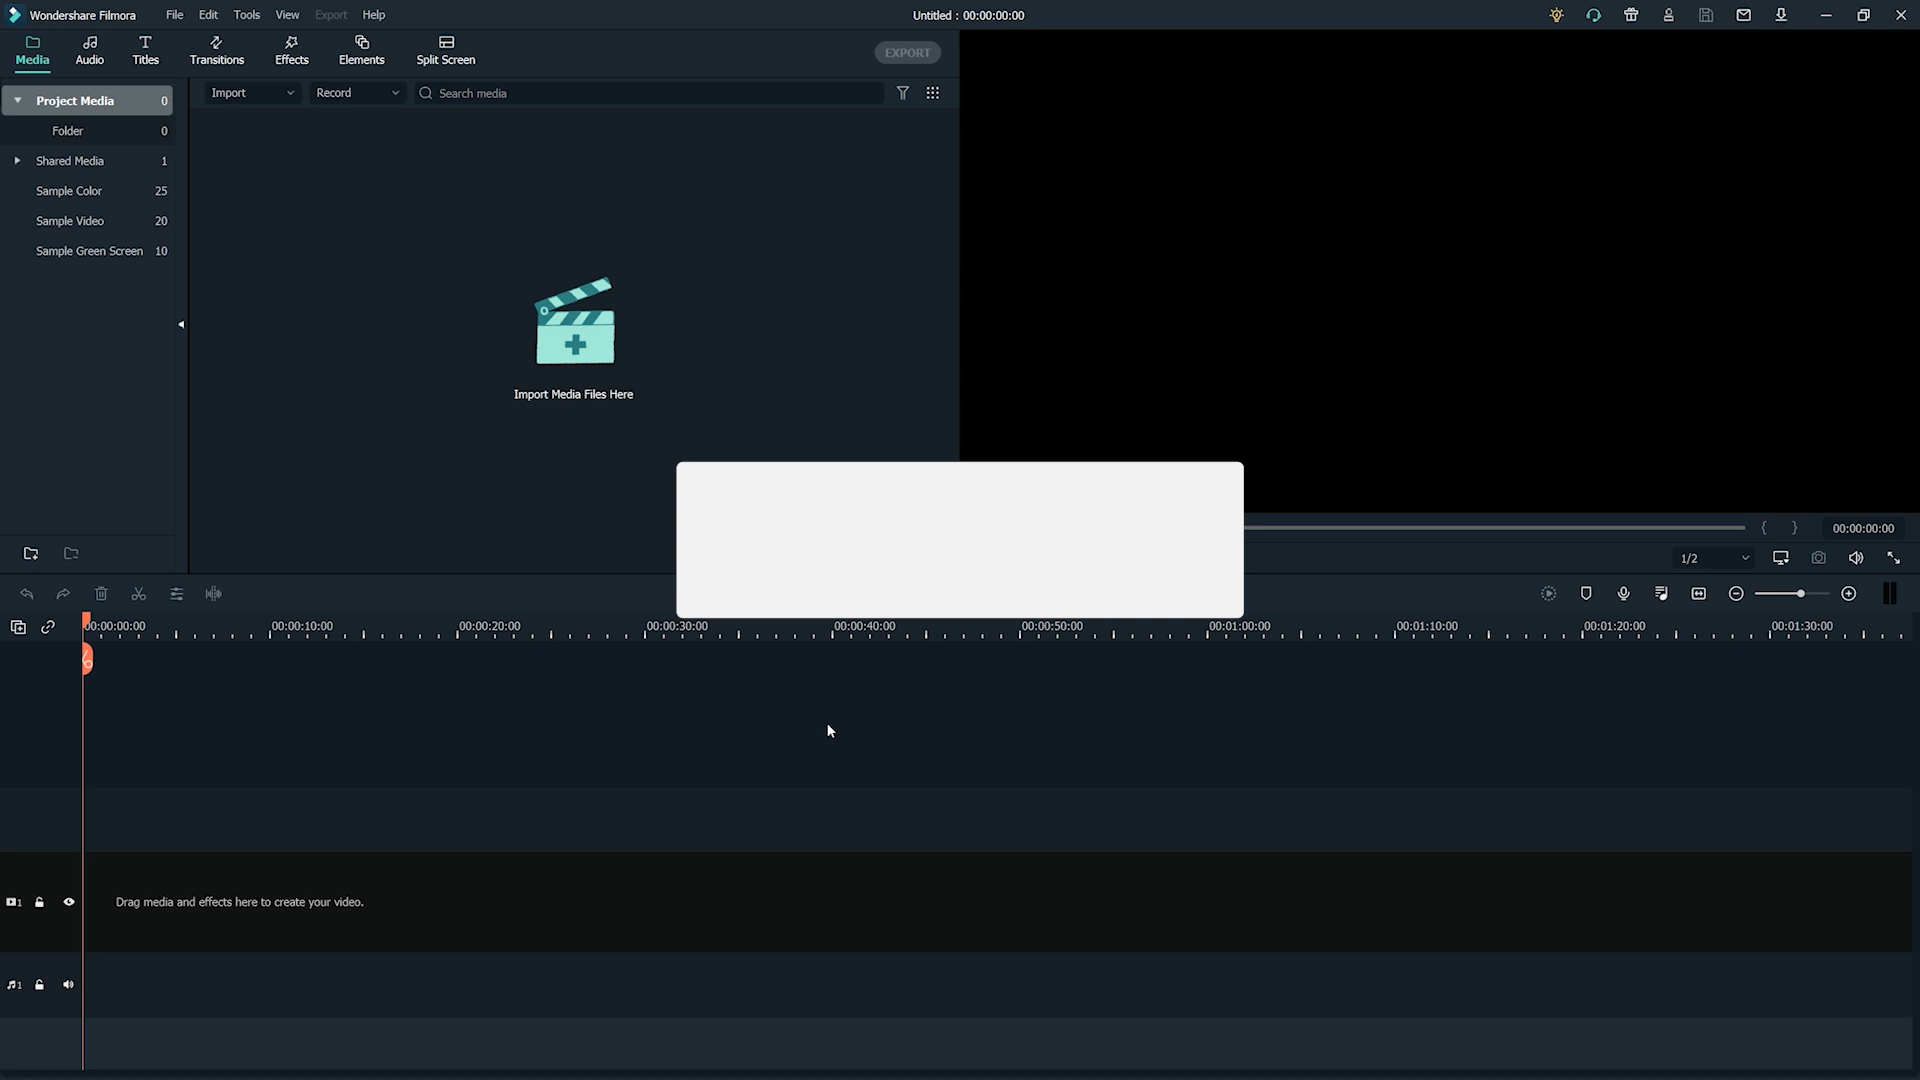 Wondershare Filmora File Edit Tools View Export Help Untitled : 00:00:00:00
Media Audio Titles Transitions Effects Elements Split Screen EXPORT
Import Record Search media
Project Media 0
Folder 0
Shared Media 1
Sample Color 25
Sample Video 20
Sample Green Screen 10
Import Media Files Here
{ } 00:00:00:00
1/2
00:00:00:00 00:00:10:00 00:00:20:00 00:00:30:00 00:00:40:00 00:00:50:00 00:01:00:00 00:01:10:00 00:01:20:00 00:01:30:00
1 Drag media and effects here to create your video.
1